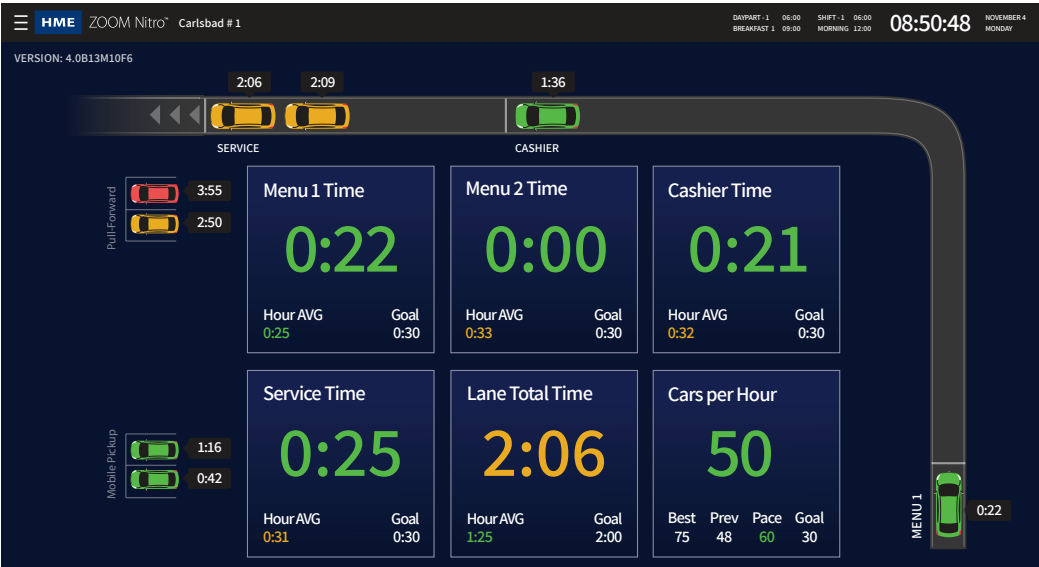 HME ZOOM Nitro™ Carlsbad # 1
DAYPART - 1 06:00 SHIFT - 1 06:00
BREAKFAST 1 09:00 MORNING 12:00
08:50:48
NOVEMBER 4
MONDAY
VERSION: 4.0B13M10F6
2:06 2:09 1:36
SERVICE CASHIER
Pull-Forward
3:55
2:50
Menu 1 Time
0:22
Hour AVG Goal
0:25 0:30
Menu 2 Time
0:00
Hour AVG Goal
0:33 0:30
Cashier Time
0:21
Hour AVG Goal
0:32 0:30
Mobile Pickup
1:16
0:42
Service Time
0:25
Hour AVG Goal
0:31 0:30
Lane Total Time
2:06
Hour AVG Goal
1:25 2:00
Cars per Hour
50
Best Prev Pace Goal
75 48 60 30
MENU 1
0:22